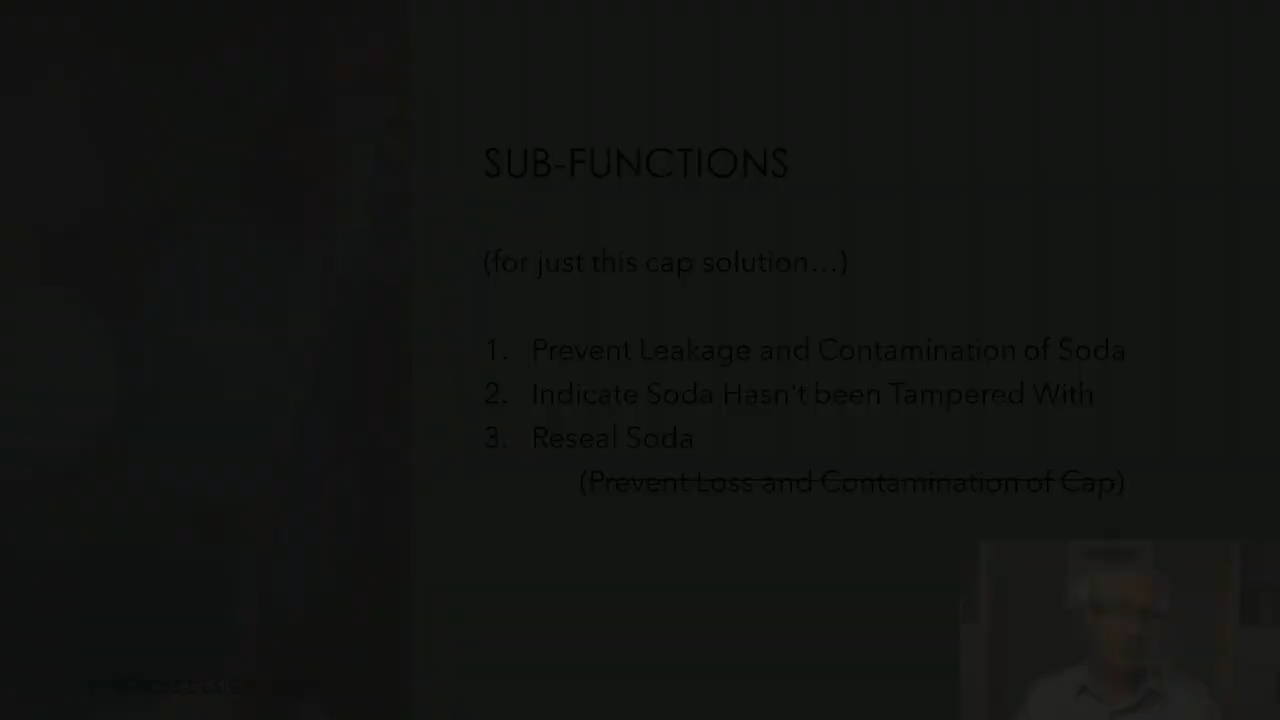 SUB-FUNCTIONS
(for just this cap solution...)
1. Prevent Leakage and Contamination of Soda
2. Indicate Soda Hasn't been Tampered With
3. Reseal Soda
(Prevent Loss and Contamination of Cap)